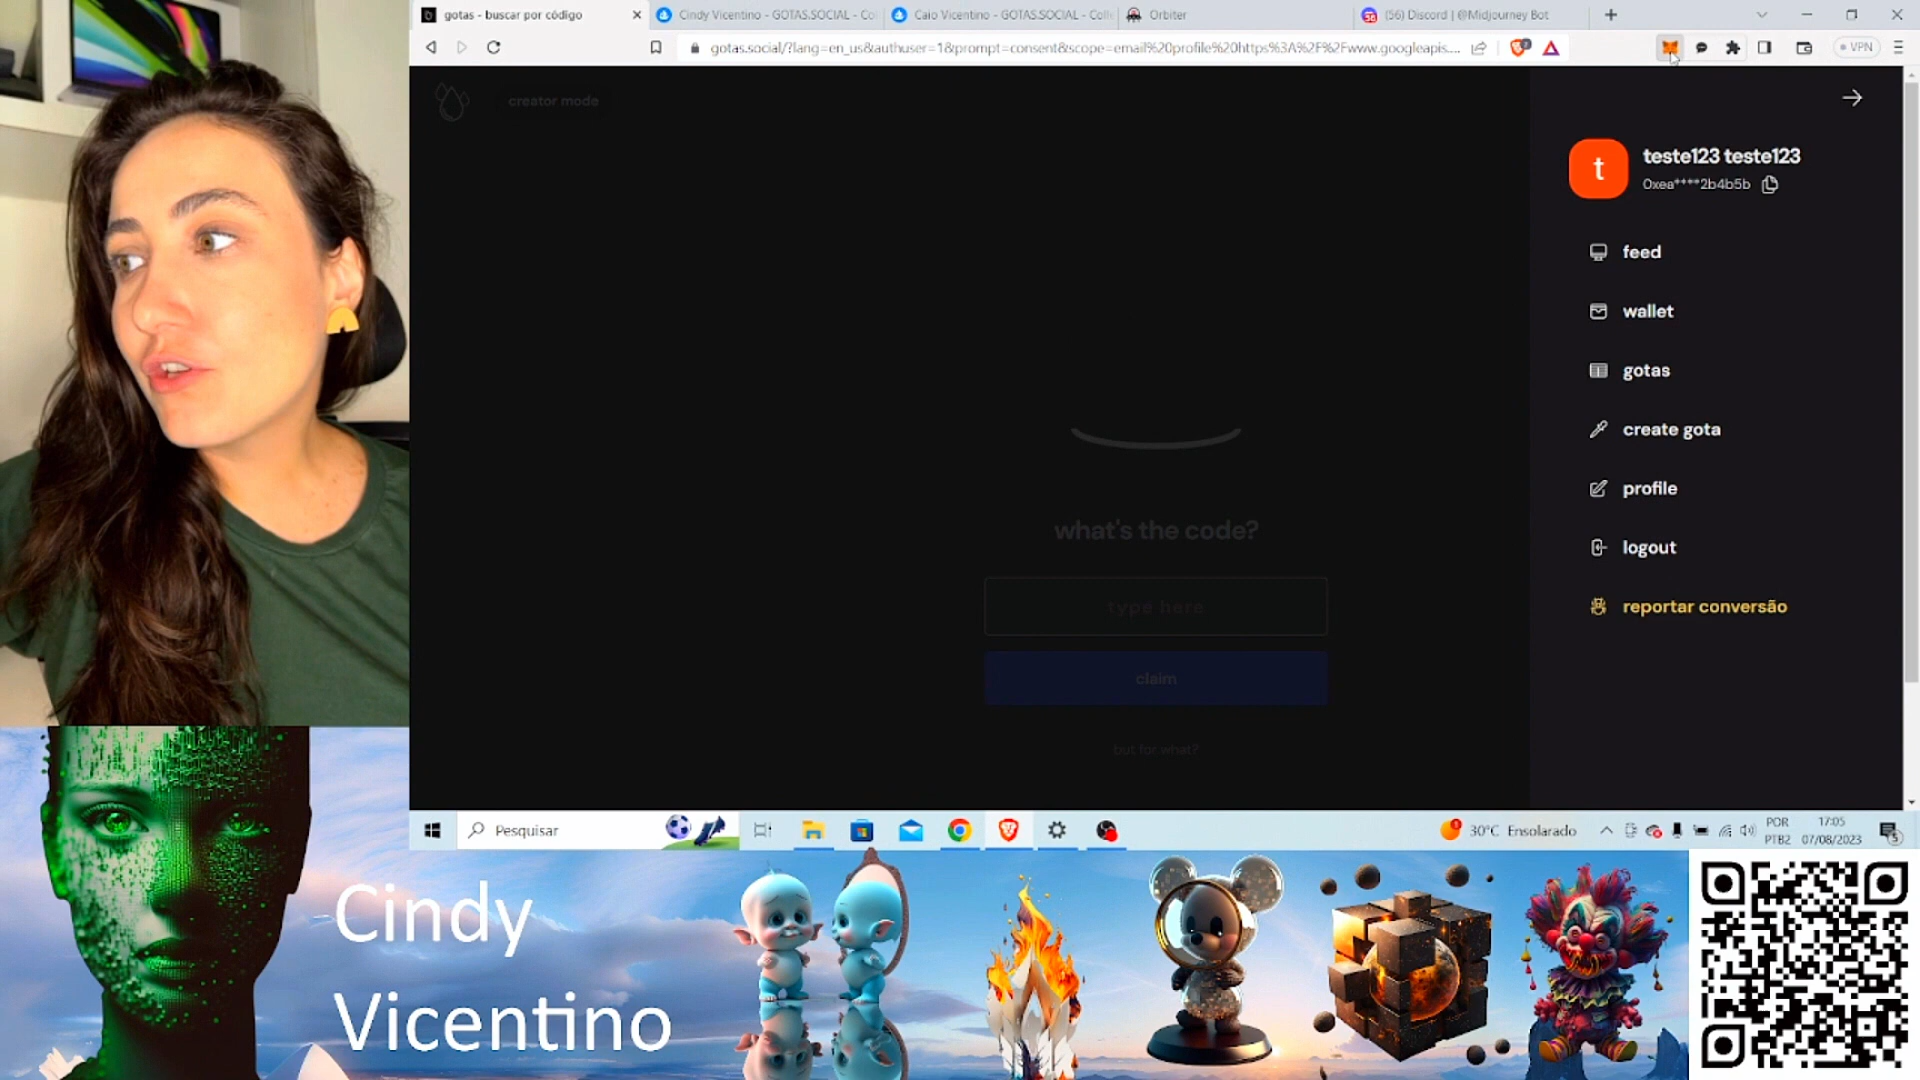 gotas - buscar por código
Cindy Vicentino - GOTAS.SOCIAL - Co
Caio Vicentino - GOTAS.SOCIAL - Coll
Orbiter
(56) Discord | @Midjourney Bot
gotas.social/?lang=en_us&authuser=1&prompt=consent&scope=email%20profile%20https%3A%2F%2Fwww.googleapis....
VPN
creator mode
t
teste123 teste123
0xea****2b4b5b
feed
wallet
gotas
create gota
profile
logout
reportar conversão
what's the code?
type here
claim
but for what?
Pesquisar
30°C Ensolarado
POR
PTB2
17:05
07/08/2023
5
Cindy
Vicentino